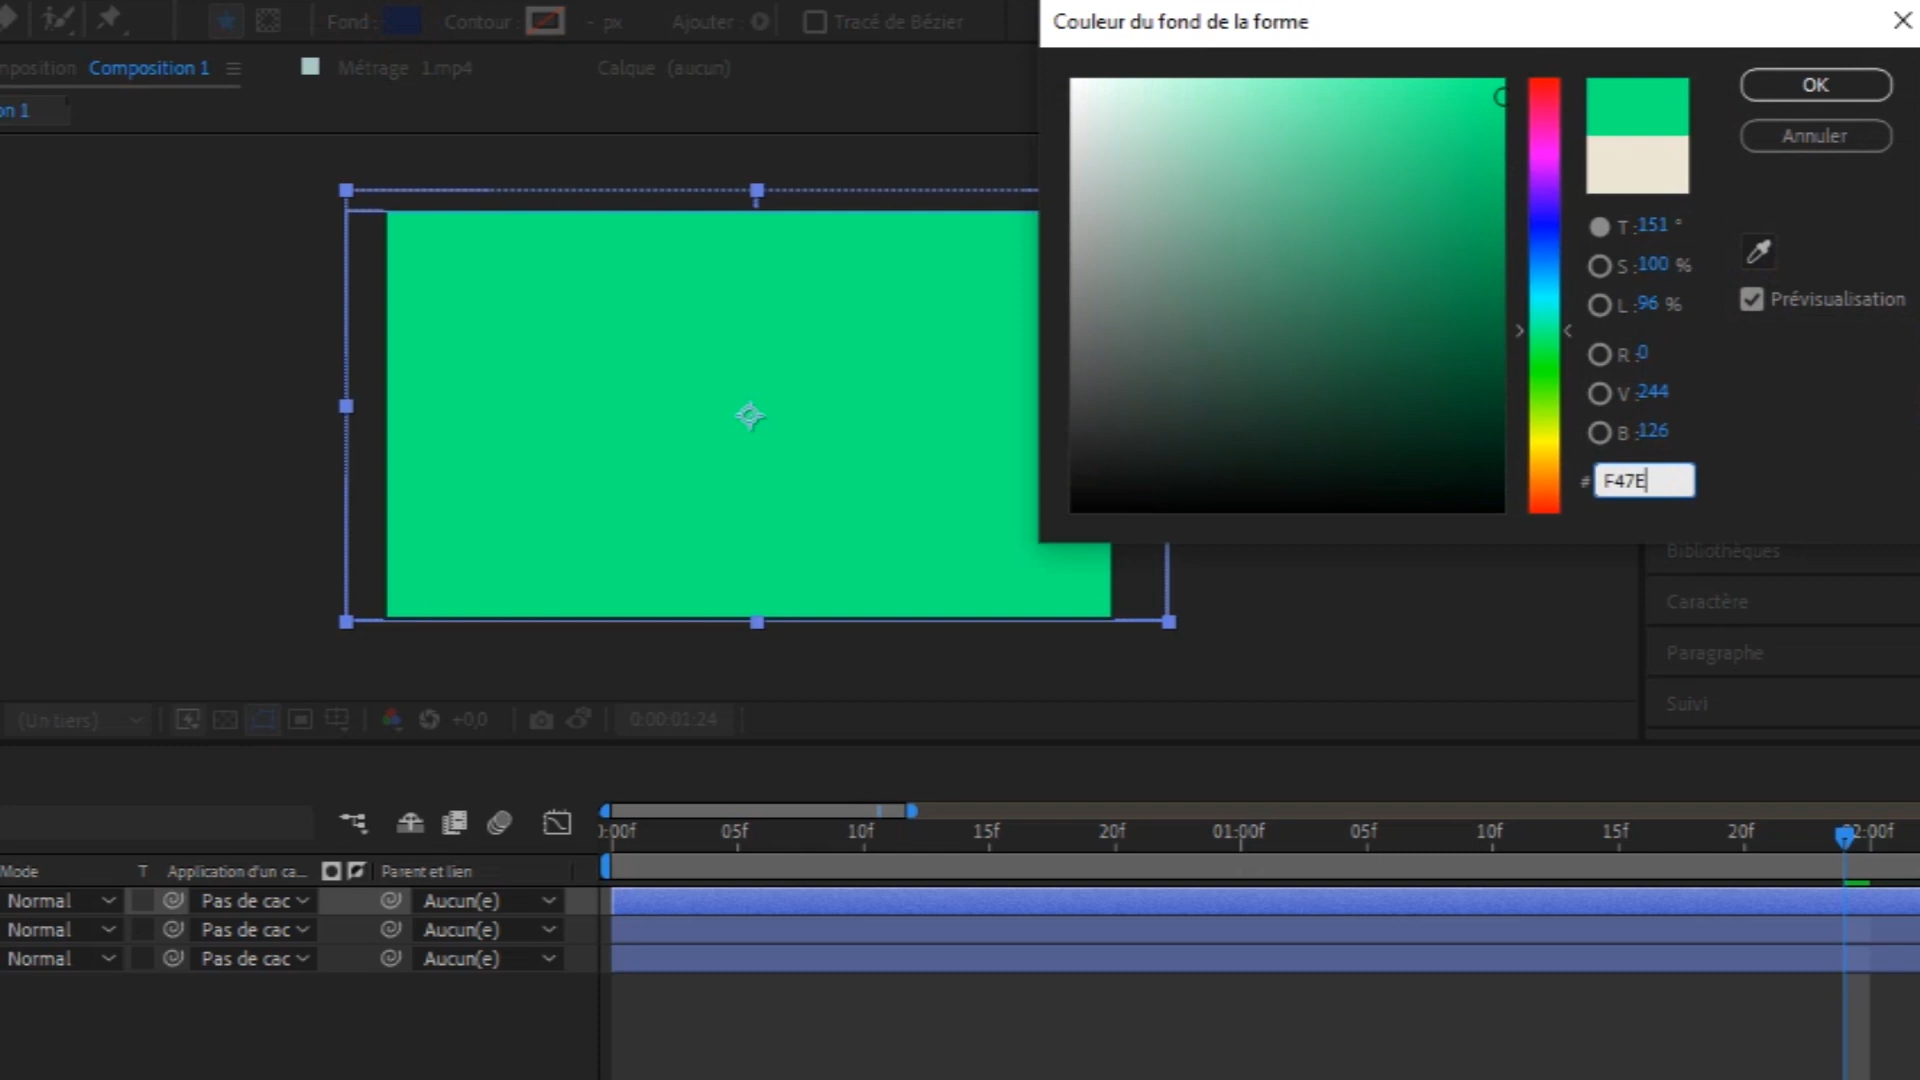 Fond :
Contour :
- px
Ajouter :
Tracé de Bézier
mposition Composition 1
Métrage 1.mp4
Calque (aucun)
on 1
Couleur du fond de la forme
OK
Annuler
T :151 °
S :100 %
L :96 %
R :0
V :244
B :126
# F47E
Prévisualisation
Bibliothèques
Caractère
Paragraphe
Suivi
(Un tiers)
+0,0
0:00:01:24
):00f 05f 10f 15f 20f 01:00f 05f 10f 15f 20f 02:00f
Mode T Application d'un ca... Parent et lien
Normal Pas de cac Aucun(e)
Normal Pas de cac Aucun(e)
Normal Pas de cac Aucun(e)